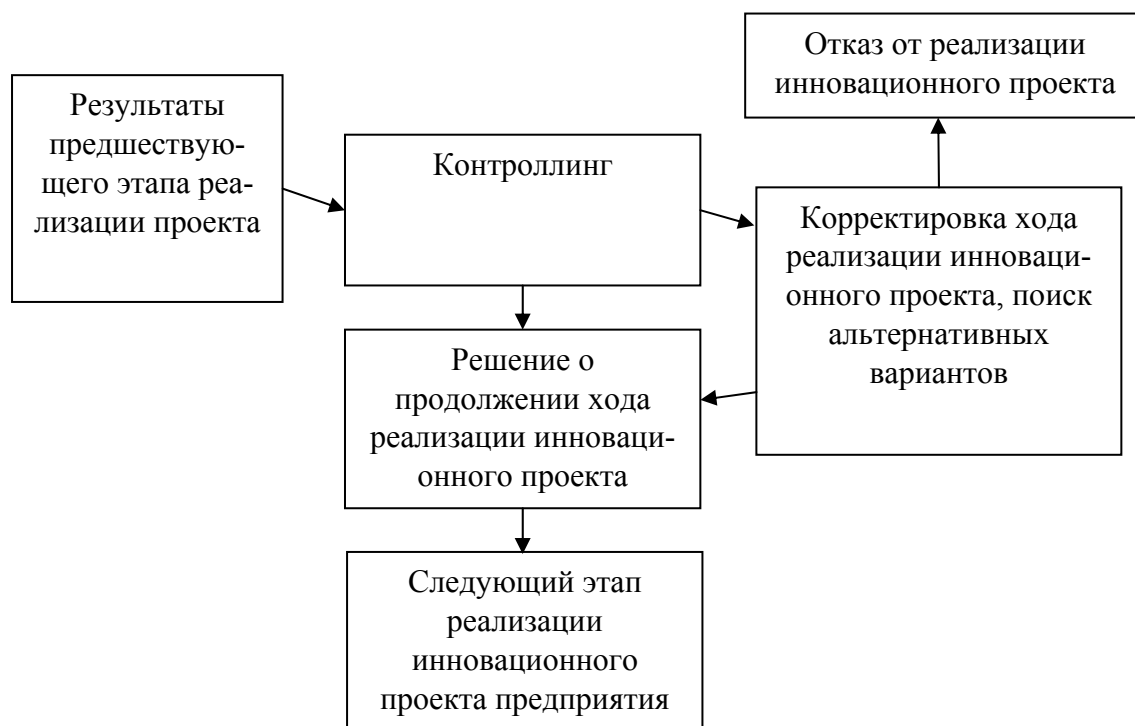 Результаты
предшествую-
щего этапа реа-
лизации проекта
Контроллинг
Отказ от реализации
инновационного проекта
Корректировка хода
реализации инноваци-
онного проекта, поиск
альтернативных
вариантов
Решение о
продолжении хода
реализации инноваци-
онного проекта
Следующий этап
реализации
инновационного
проекта предприятия